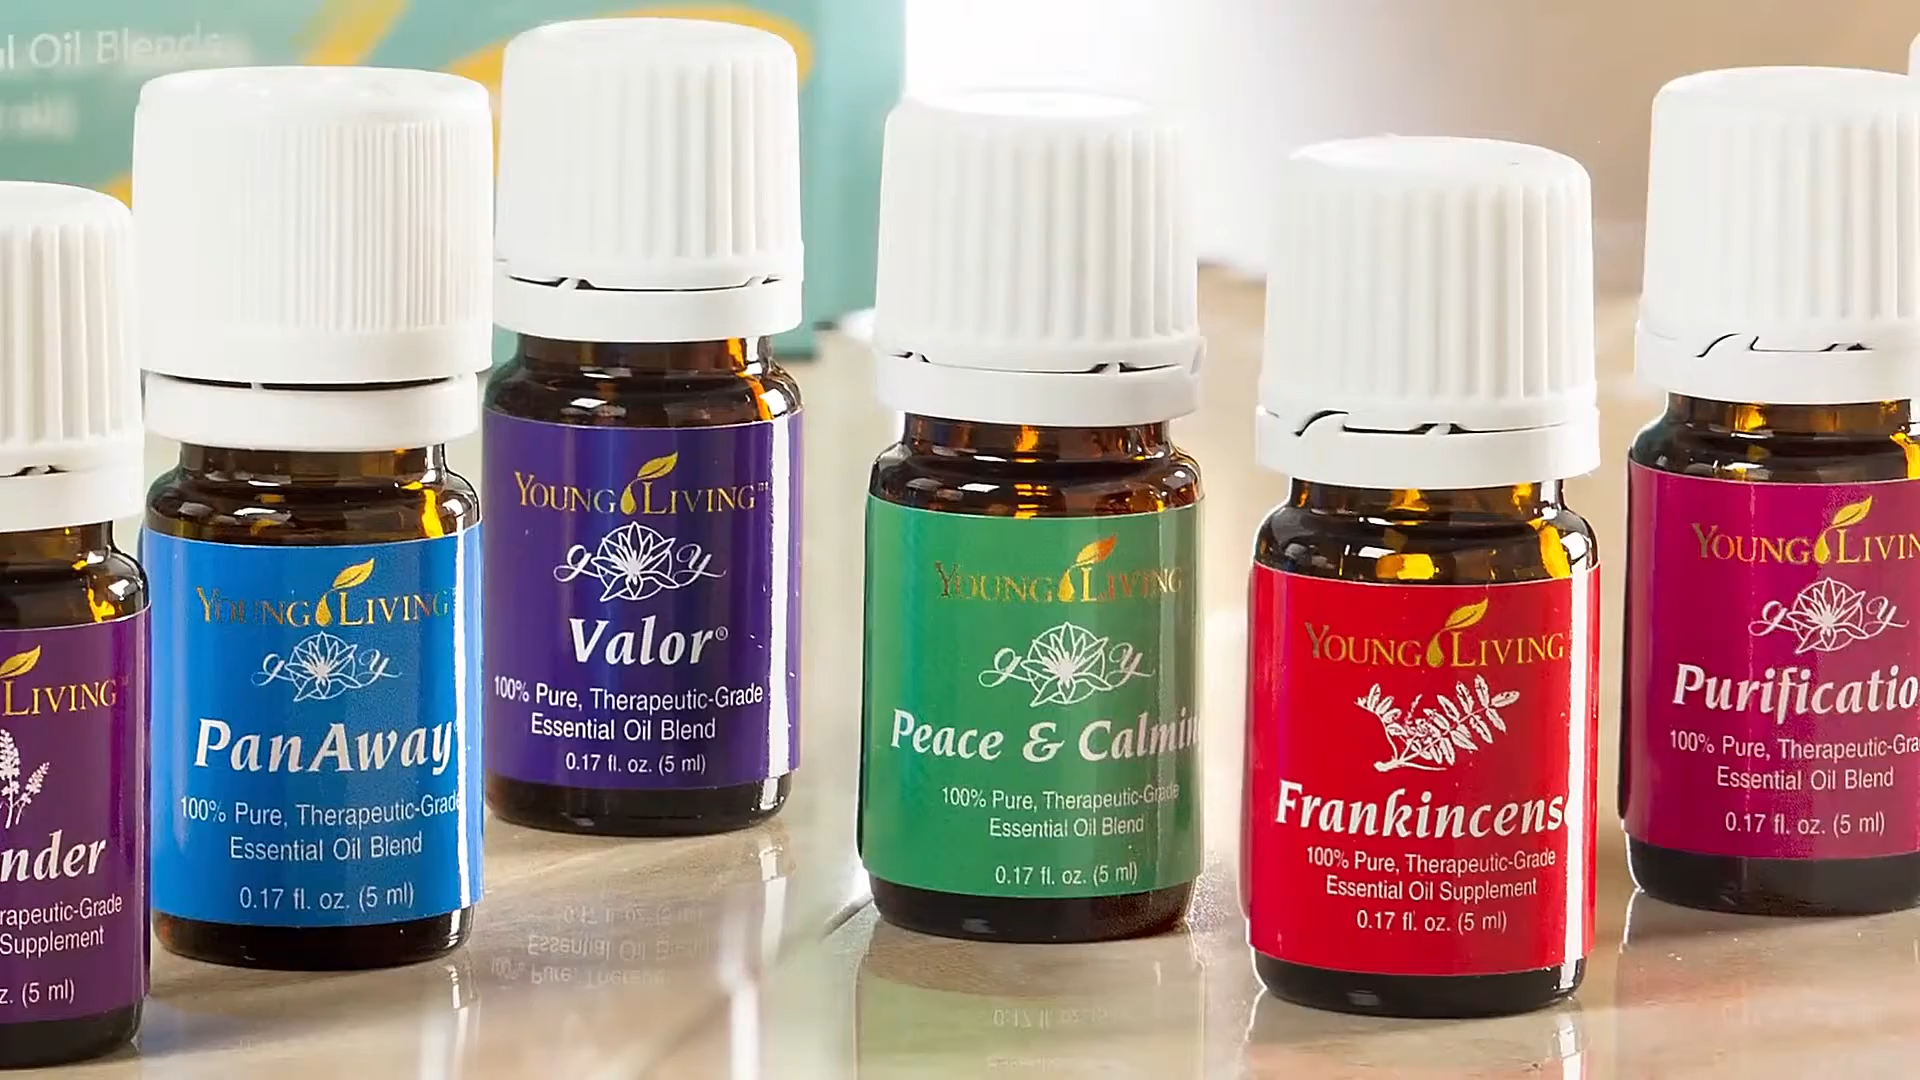 l Oil Blends
LIVING
nder
rapeutic-Grade
Supplement
z. (5 ml)
YOUNG LIVING
g y
PanAway
100% Pure, Therapeutic-Grade
Essential Oil Blend
0.17 fl. oz. (5 ml)
YOUNG LIVING™
g y
Valor®
100% Pure, Therapeutic-Grade
Essential Oil Blend
0.17 fl. oz. (5 ml)
YOUNG LIVING
g y
Peace & Calmin
100% Pure, Therapeutic-Grade
Essential Oil Blend
0.17 fl. oz. (5 ml)
YOUNG LIVING
Frankincens
100% Pure, Therapeutic-Grade
Essential Oil Supplement
0.17 fl. oz. (5 ml)
YOUNG LIVIN
g y
Purificatio
100% Pure, Therapeutic-Gra
Essential Oil Blend
0.17 fl. oz. (5 ml)